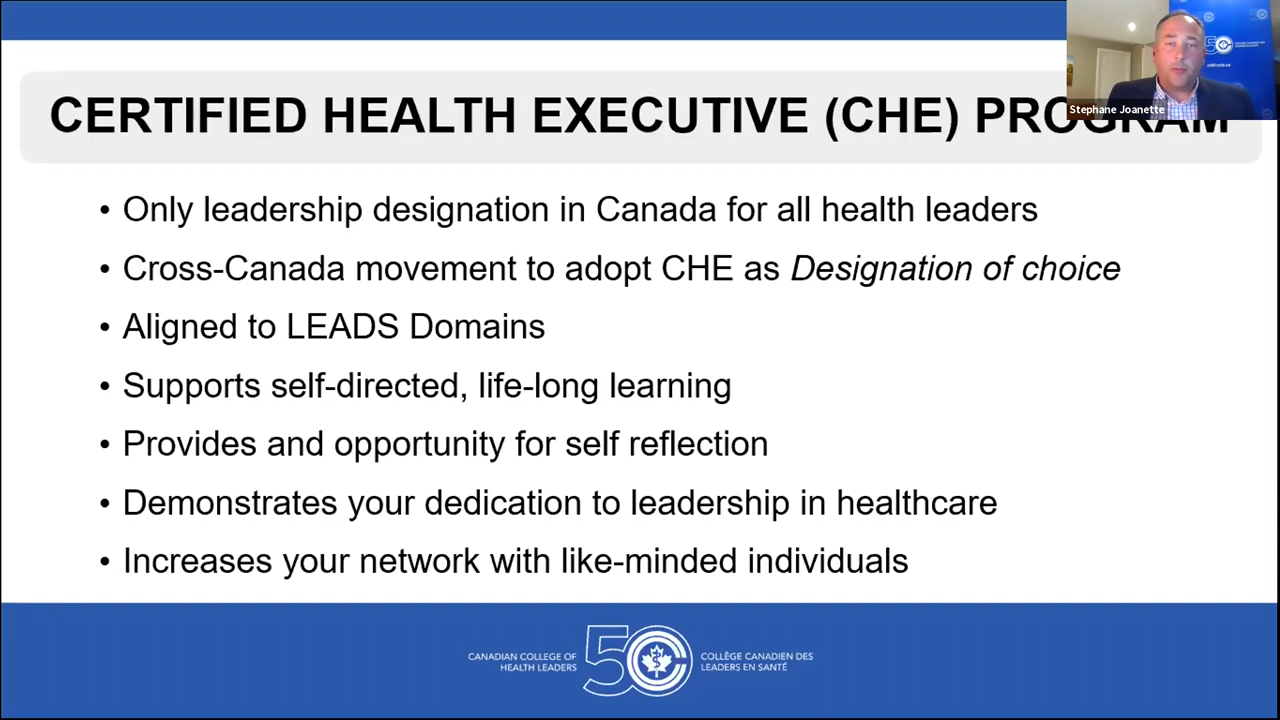 CERTIFIED HEALTH EXECUTIVE (CHE) PROGRAM
Stephane Joanette
• Only leadership designation in Canada for all health leaders
• Cross-Canada movement to adopt CHE as Designation of choice
• Aligned to LEADS Domains
• Supports self-directed, life-long learning
• Provides and opportunity for self reflection
• Demonstrates your dedication to leadership in healthcare
• Increases your network with like-minded individuals
CANADIAN COLLEGE OF
HEALTH LEADERS
50
COLLÈGE CANADIEN DES
LEADERS EN SANTÉ